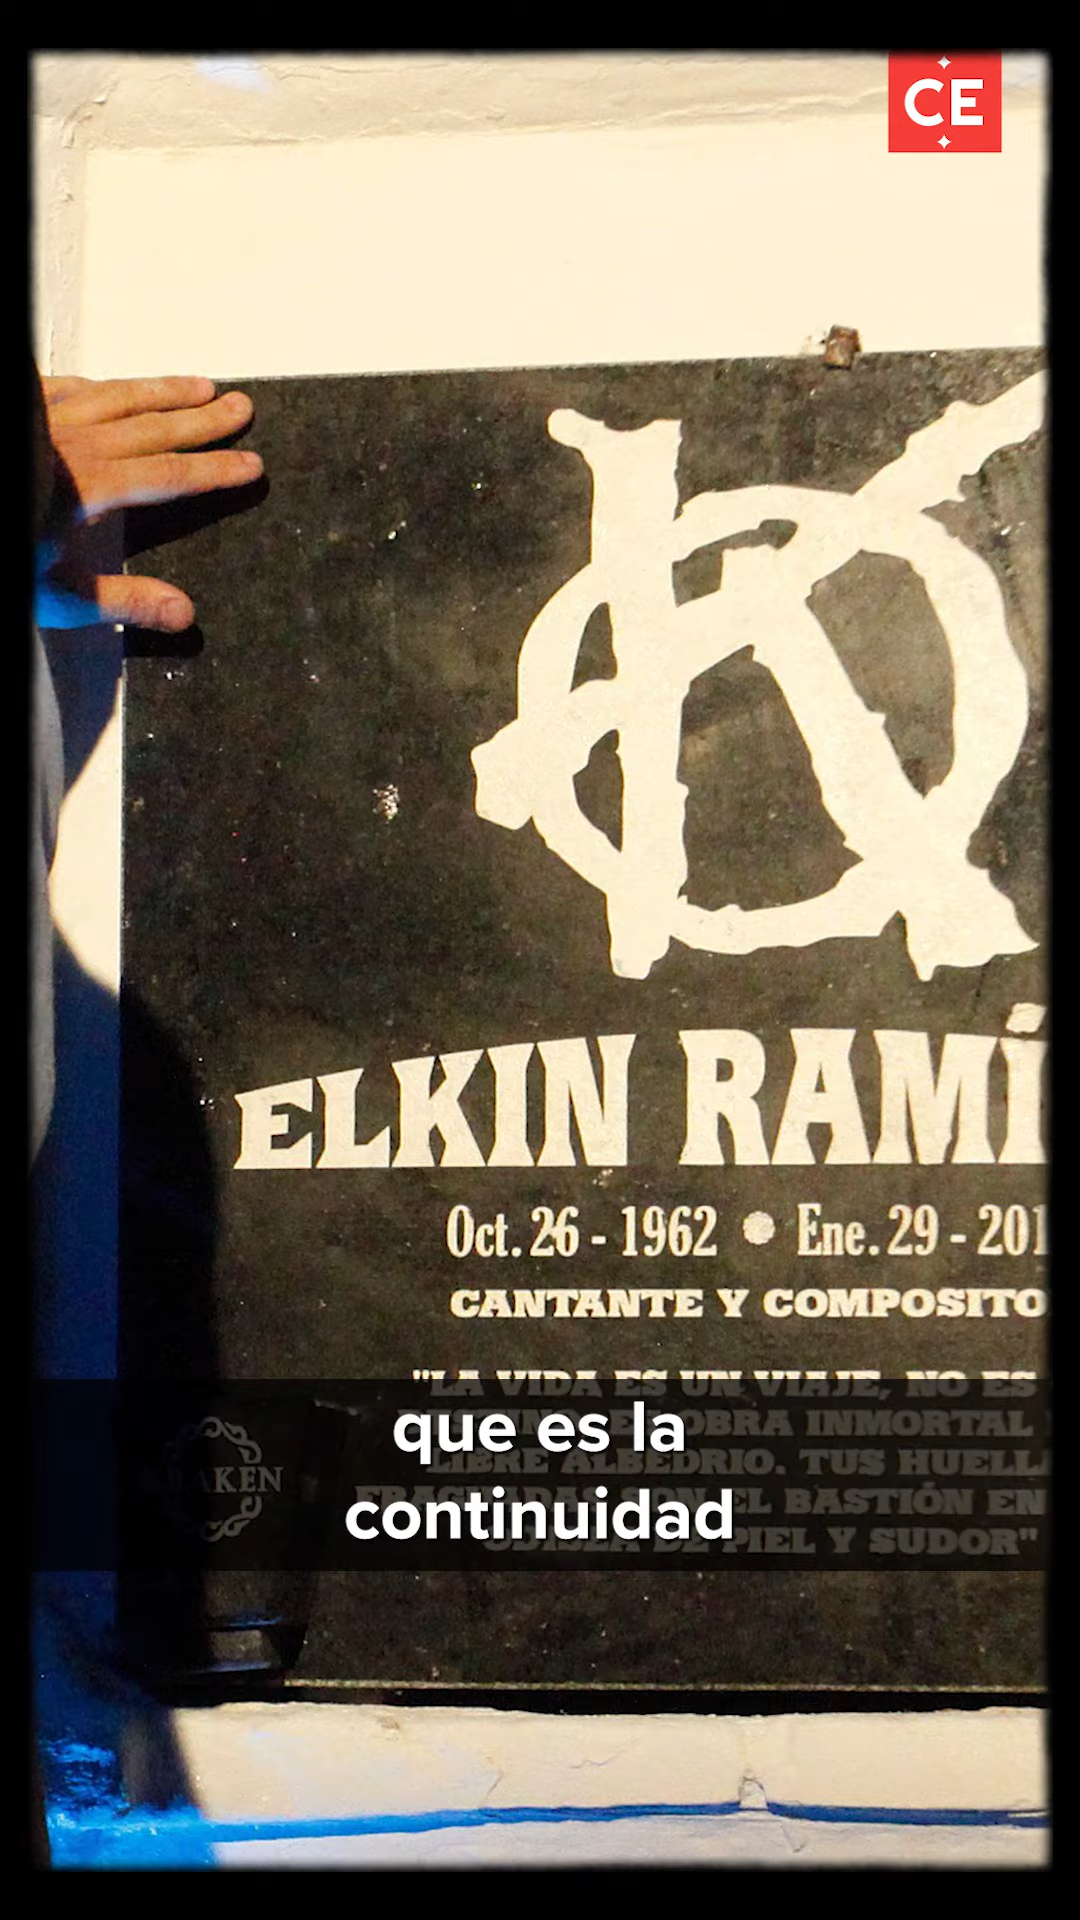 CE
ELKIN RAMÍ
Oct. 26 - 1962 • Ene. 29 - 201
CANTANTE Y COMPOSITO
"LA VIDA ES UN VIAJE, NO ES
OBRA INMORTAL
LIBRE ALBEDRIO. TUS HUELL
EL BASTIÓN EN
PIEL Y SUDOR"
KRAKEN
que es la
continuidad